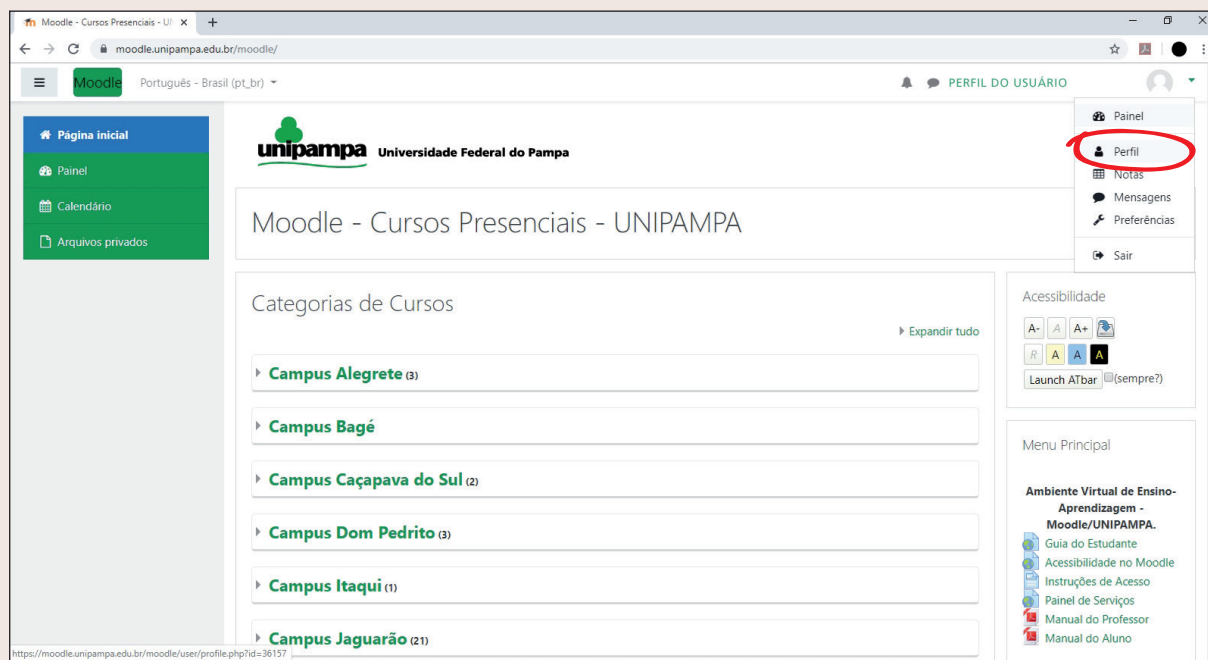 Moodle - Cursos Presenciais - UN
moodle.unipampa.edu.br/moodle/
Moodle
Português - Brasil (pt_br)
PERFIL DO USUÁRIO
Página inicial
Painel
Calendário
Arquivos privados
unipampa Universidade Federal do Pampa
Painel
Perfil
Notas
Mensagens
Preferências
Sair
Moodle - Cursos Presenciais - UNIPAMPA
Categorias de Cursos
Expandir tudo
Campus Alegrete (3)
Campus Bagé
Campus Caçapava do Sul (2)
Campus Dom Pedrito (3)
Campus Itaqui (1)
Campus Jaguarão (21)
Acessibilidade
A- A A+
R A A A
Launch ATbar (sempre?)
Menu Principal
Ambiente Virtual de Ensino-
Aprendizagem -
Moodle/UNIPAMPA.
Guia do Estudante
Acessibilidade no Moodle
Instruções de Acesso
Painel de Serviços
Manual do Professor
Manual do Aluno
https://moodle.unipampa.edu.br/moodle/user/profile.php?id=36157